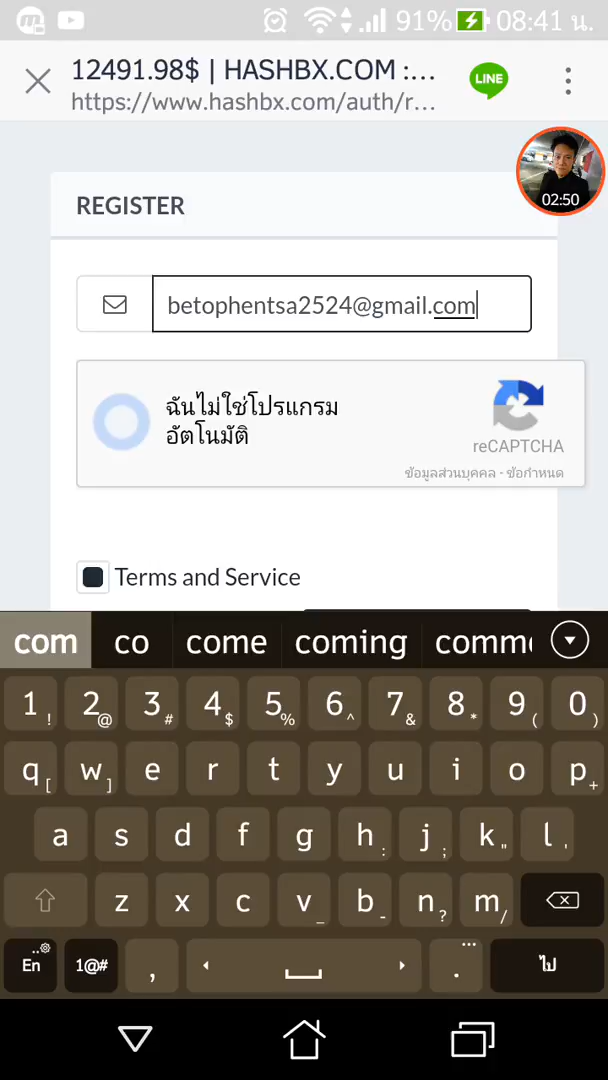 91% 08:41 น.
12491.98$ | HASHBX.COM :...
LINE
https://www.hashbx.com/auth/r...
02:50
REGISTER
betophentsa2524@gmail.com
ฉันไม่ใช่โปรแกรม
อัตโนมัติ
reCAPTCHA
ข้อมูลส่วนบุคคล - ข้อกำหนด
Terms and Service
com co come coming comm
1 ! 2 @ 3 # 4 $ 5 % 6 ^ 7 & 8 * 9 ( 0 )
q [ w ] e r t y u i o p +
a s d f g h : j ; k " l '
z x c v _ b - n ? m /
En 1@# , . ... ไป